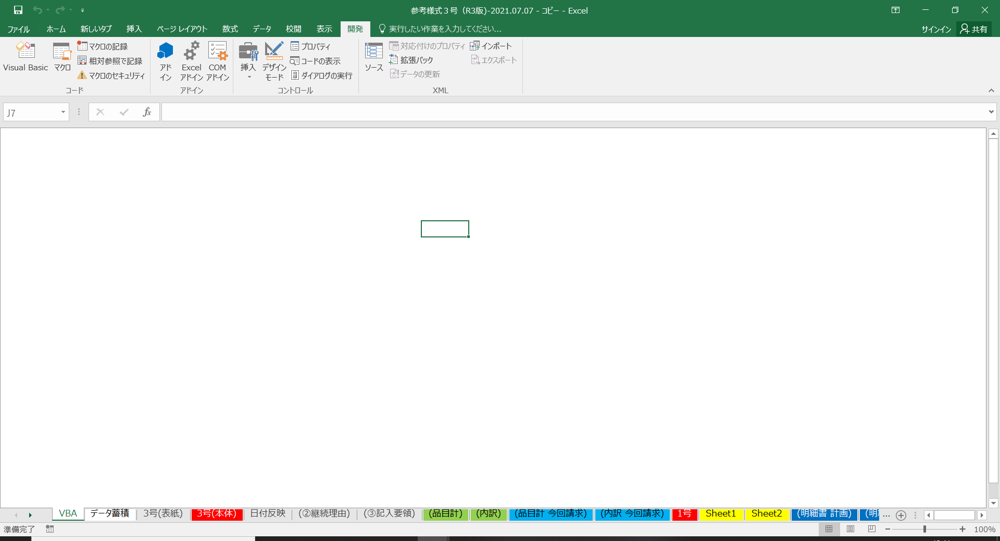 参考様式3号（R3版)-2021.07.07 - コピー - Excel
ファイル ホーム 新しいタブ 挿入 ページ レイアウト 数式 データ 校閲 表示 開発 実行したい作業を入力してください... サインイン 共有
Visual Basic
マクロ
マクロの記録
相対参照で記録
マクロのセキュリティ
コード
アド
イン
Excel
アドイン
COM
アドイン
アドイン
挿入
デザイン
モード
プロパティ
コードの表示
ダイアログの実行
コントロール
ソース
対応付けのプロパティ
拡張パック
データの更新
インポート
エクスポート
XML
J7
fx
VBA データ蓄積 3号(表紙) 3号(本体) 日付反映 (②継続理由) (③記入要領) (品目計) (内訳) (品目計 今回請求) (内訳 今回請求) 1号 Sheet1 Sheet2 (明細書 計画) (明 ...
準備完了 100%